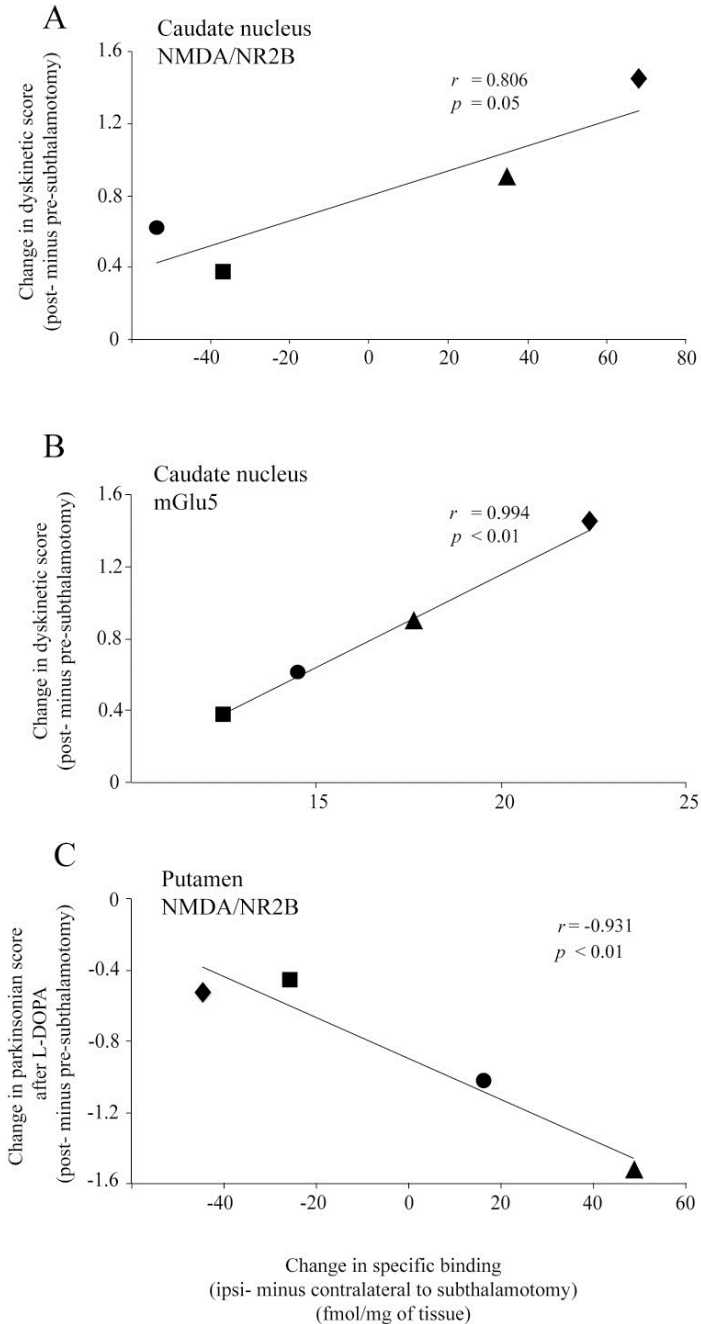 A
Caudate nucleus
NMDA/NR2B
r = 0.806
p = 0.05
Change in dyskinetic score
(post- minus pre-subthalamotomy)
1.6
1.2
0.8
0.4
0
-40
-20
0
20
40
60
80
B
Caudate nucleus
mGlu5
r = 0.994
p < 0.01
Change in dyskinetic score
(post- minus pre-subthalamotomy)
1.6
1.2
0.8
0.4
0
15
20
25
C
Putamen
NMDA/NR2B
r = -0.931
p < 0.01
Change in parkinsonian score
after L-DOPA
(post- minus pre-subthalamotomy)
0
-0.4
-0.8
-1.2
-1.6
-40
-20
0
20
40
60
Change in specific binding
(ipsi- minus contralateral to subthalamotomy)
(fmol/mg of tissue)